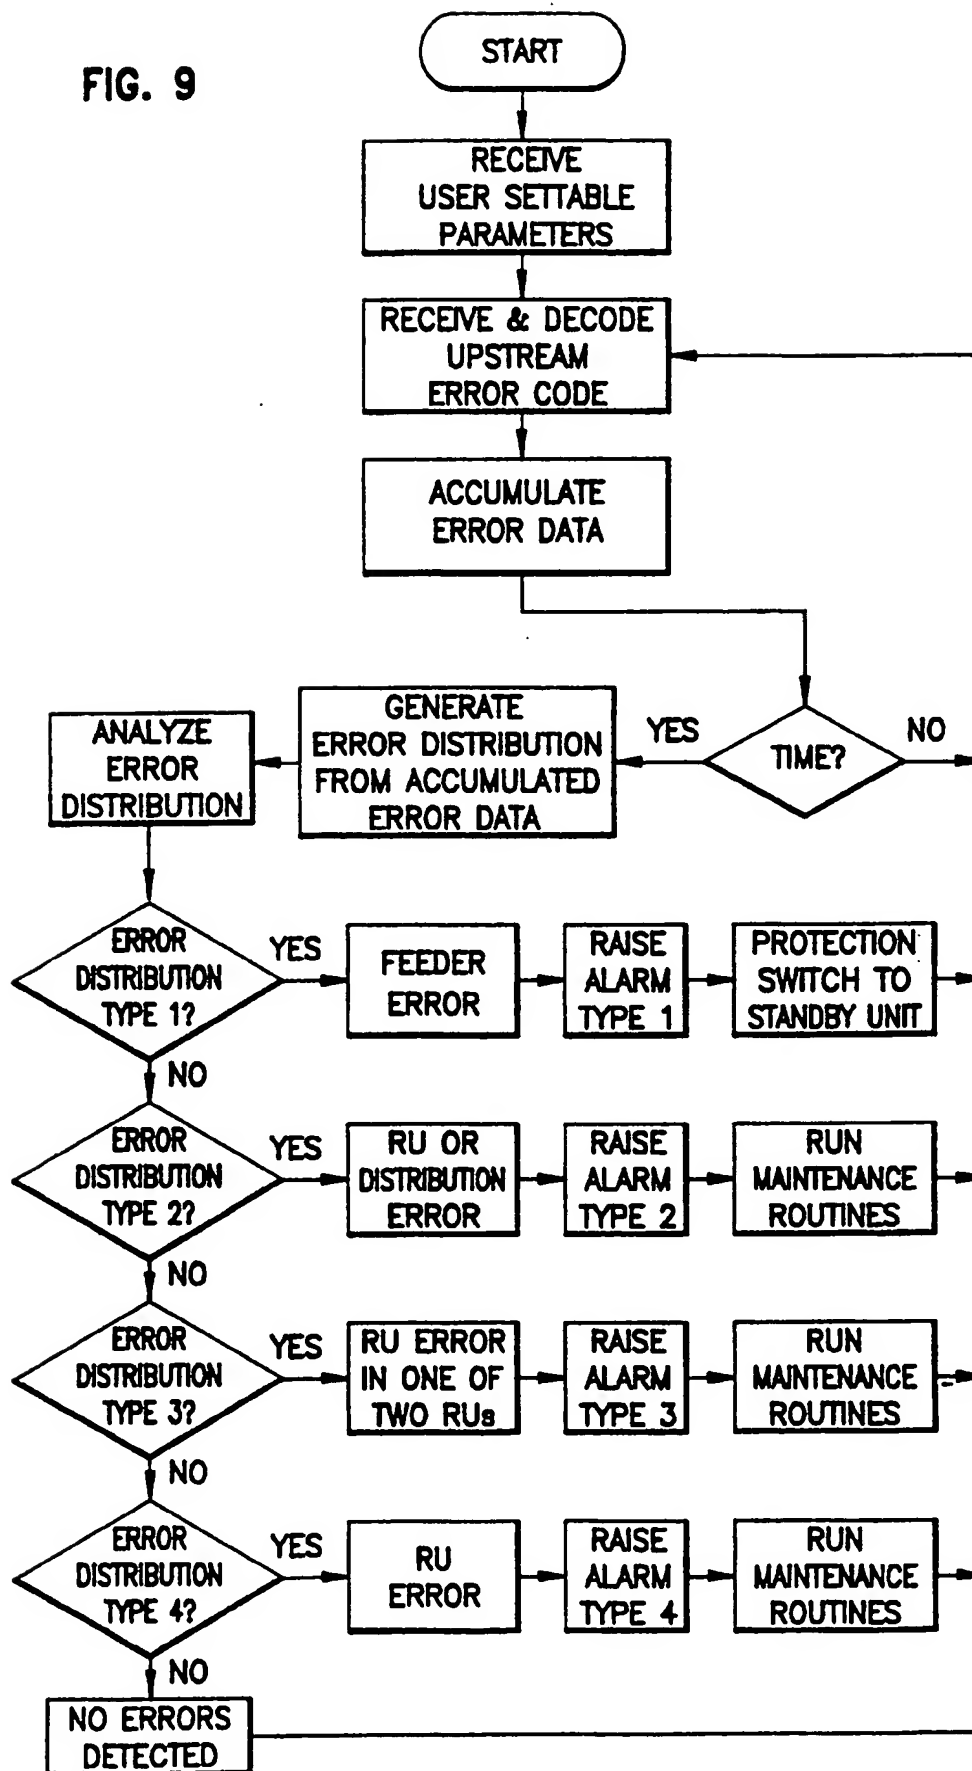 FIG. 9
START
RECEIVE
USER SETTABLE
PARAMETERS
RECEIVE & DECODE
UPSTREAM
ERROR CODE
ACCUMULATE
ERROR DATA
TIME?
YES
NO
GENERATE
ERROR DISTRIBUTION
FROM ACCUMULATED
ERROR DATA
ANALYZE
ERROR
DISTRIBUTION
ERROR
DISTRIBUTION
TYPE 1?
YES
FEEDER
ERROR
RAISE
ALARM
TYPE 1
PROTECTION
SWITCH TO
STANDBY UNIT
NO
ERROR
DISTRIBUTION
TYPE 2?
YES
RU OR
DISTRIBUTION
ERROR
RAISE
ALARM
TYPE 2
RUN
MAINTENANCE
ROUTINES
NO
ERROR
DISTRIBUTION
TYPE 3?
YES
RU ERROR
IN ONE OF
TWO RUs
RAISE
ALARM
TYPE 3
RUN
MAINTENANCE
ROUTINES
NO
ERROR
DISTRIBUTION
TYPE 4?
YES
RU
ERROR
RAISE
ALARM
TYPE 4
RUN
MAINTENANCE
ROUTINES
NO
NO ERRORS
DETECTED